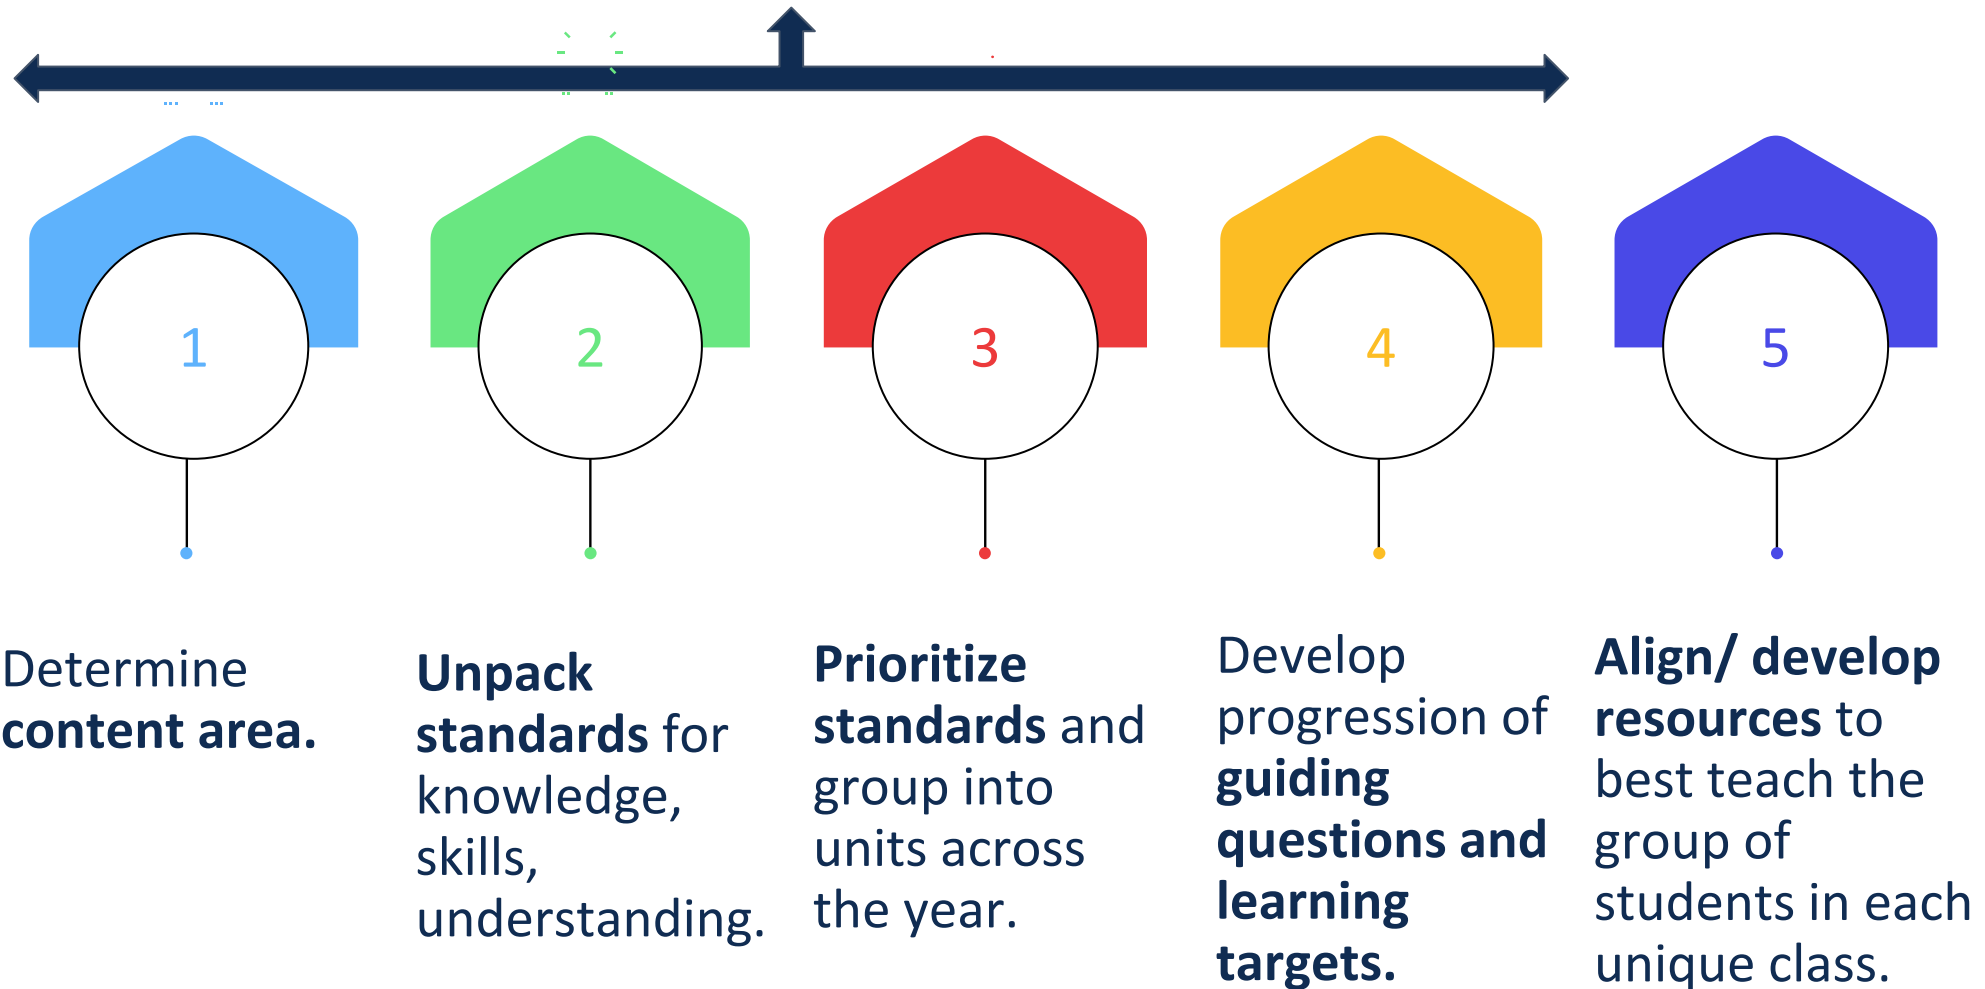 1
2
3
4
5
Determine
content area.
Unpack
standards for
knowledge,
skills,
understanding.
Prioritize
standards and
group into
units across
the year.
Develop
progression of
guiding
questions and
learning
targets.
Align/ develop
resources to
best teach the
group of
students in each
unique class.